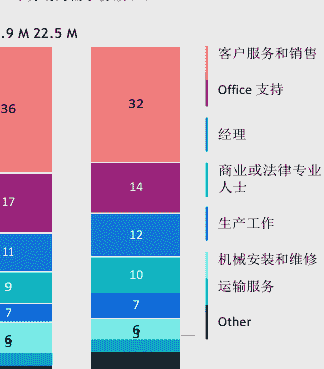 .9 M 22.5 M
36
32
17
14
11
12
9
10
7
7
6
6
客户服务和销售
Office 支持
经理
商业或法律专业
人士
生产工作
机械安装和维修
运输服务
Other